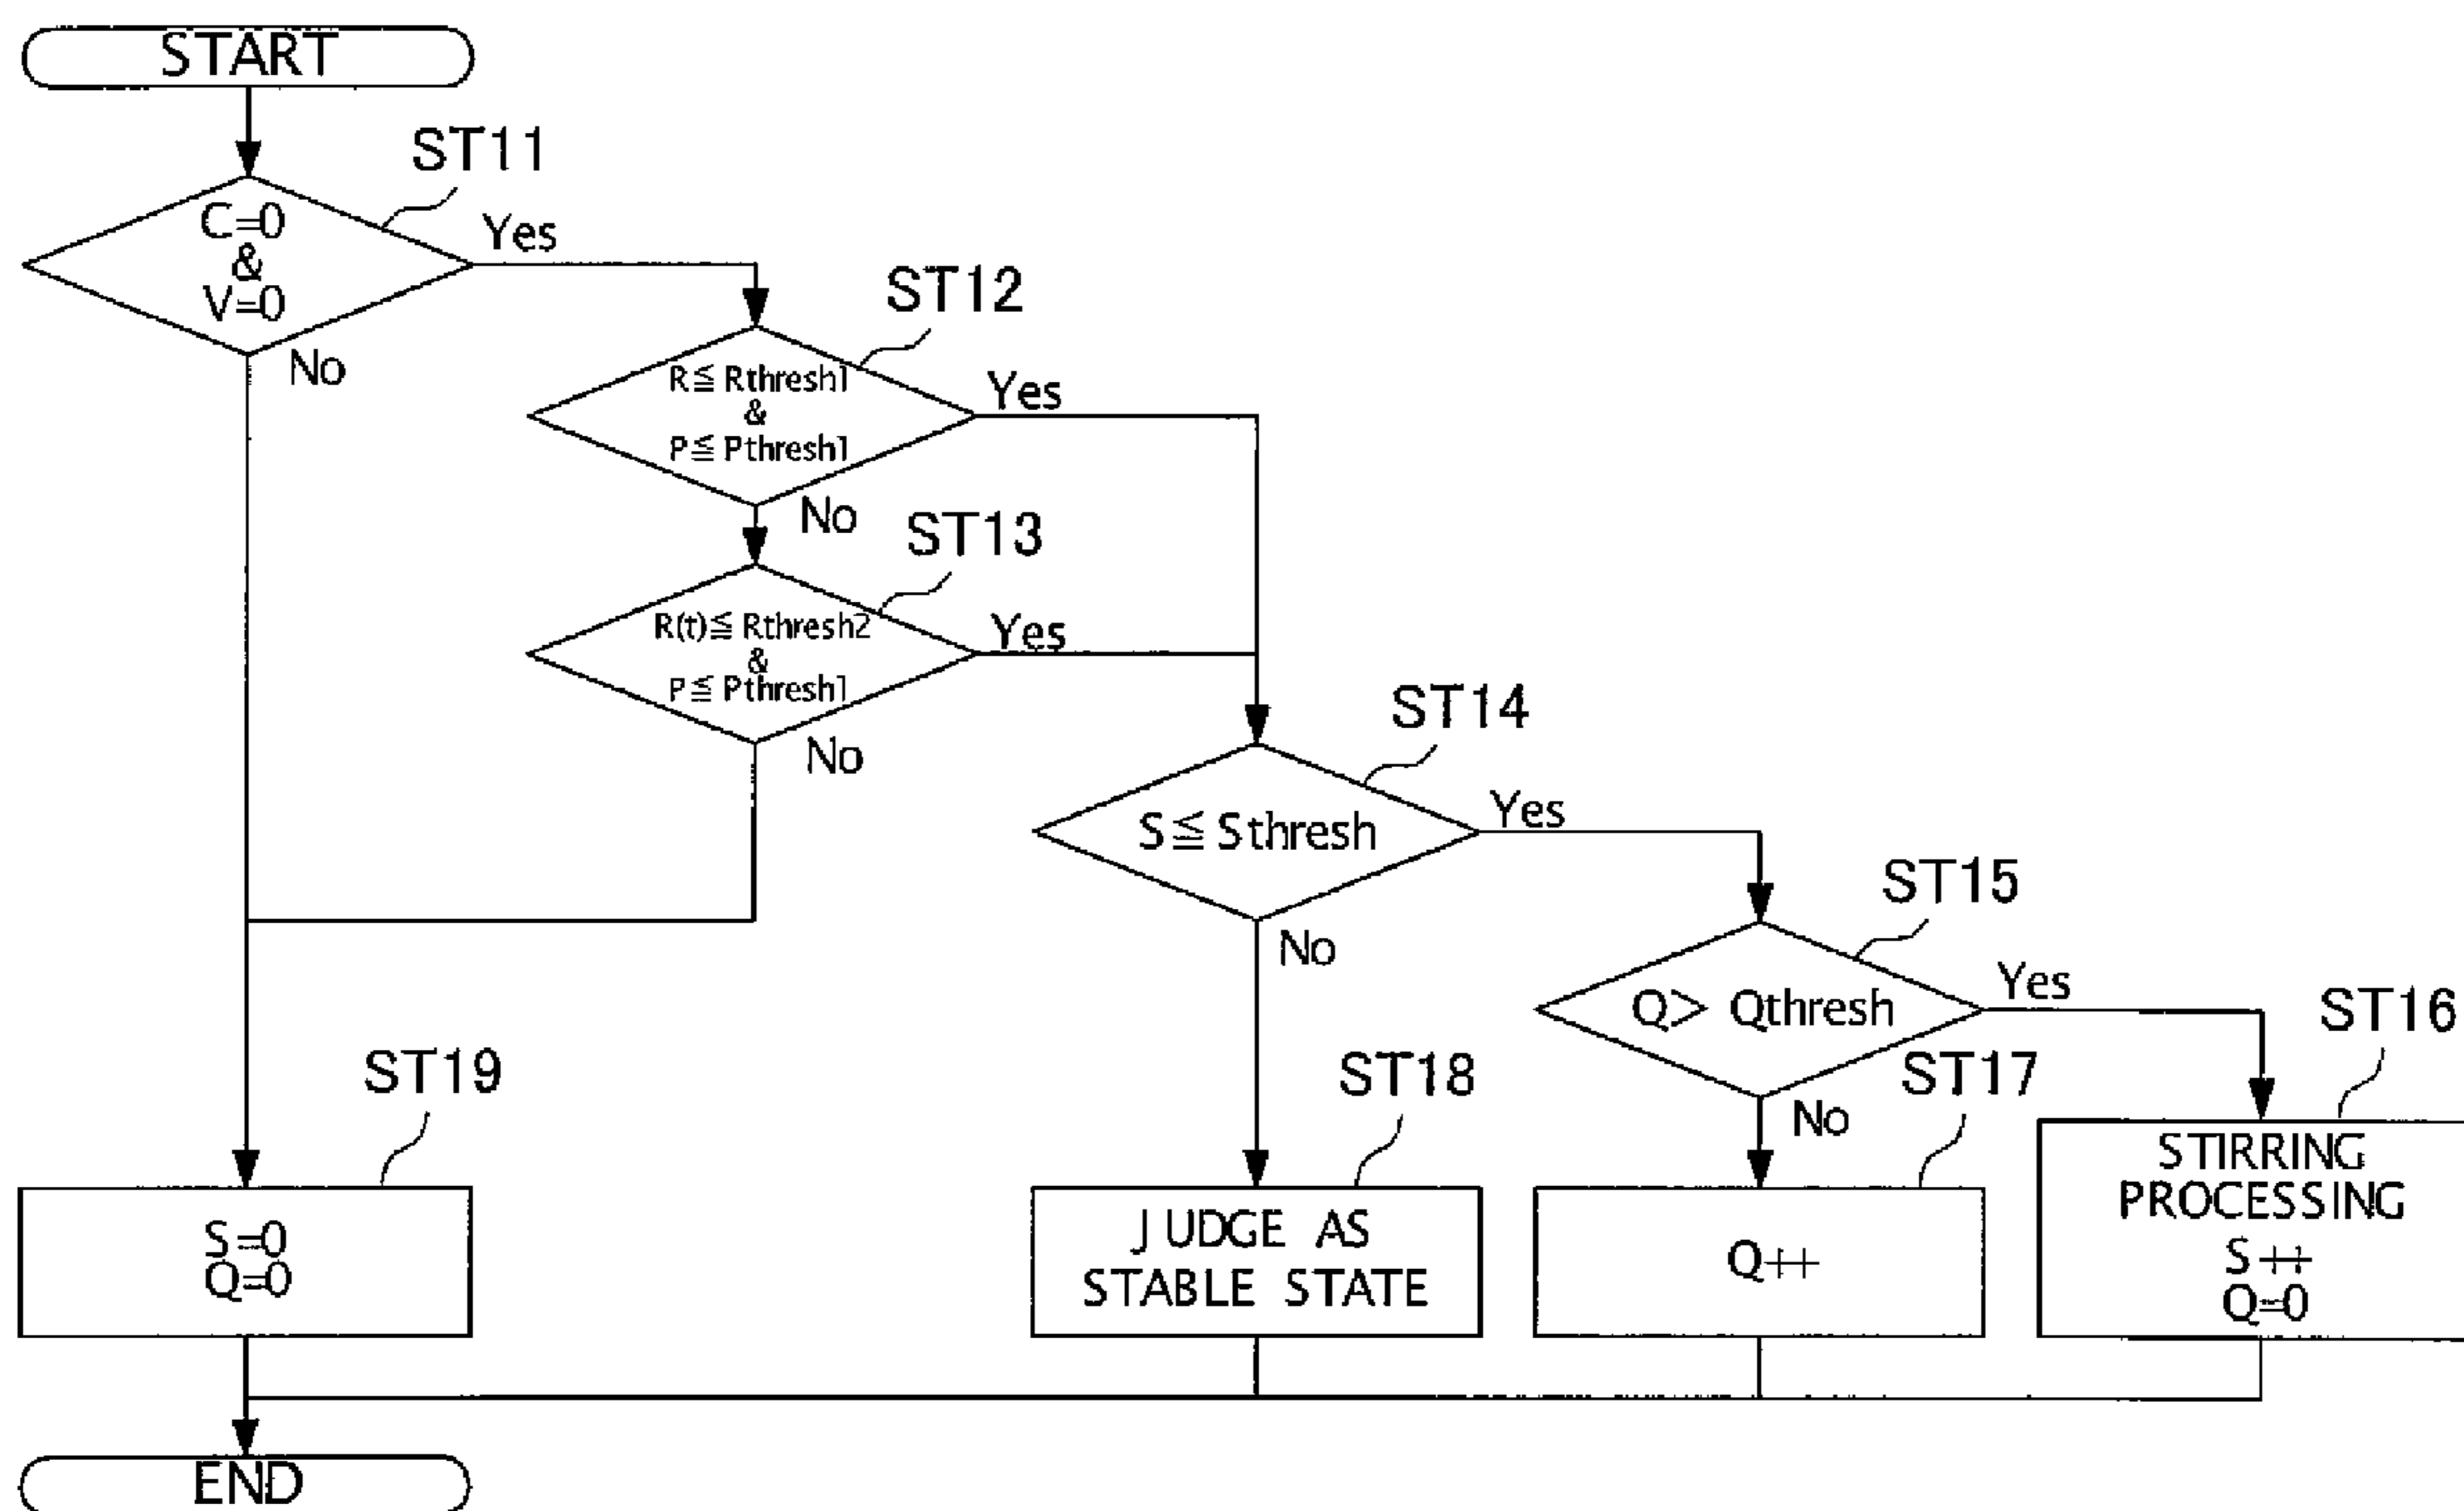 START
ST11
C=0
&
V=0
Yes
No
ST12
R≦Rthresh1
&
P≦Pthresh1
Yes
No
ST13
R(t)≦Rthresh2
&
P≦Pthresh1
Yes
No
ST14
S≦Sthresh
Yes
No
ST15
Q> Qthresh
Yes
No
ST16
STIRRING
PROCESSING
S++
Q=0
ST17
Q++
ST18
JUDGE AS
STABLE STATE
ST19
S=0
Q=0
END